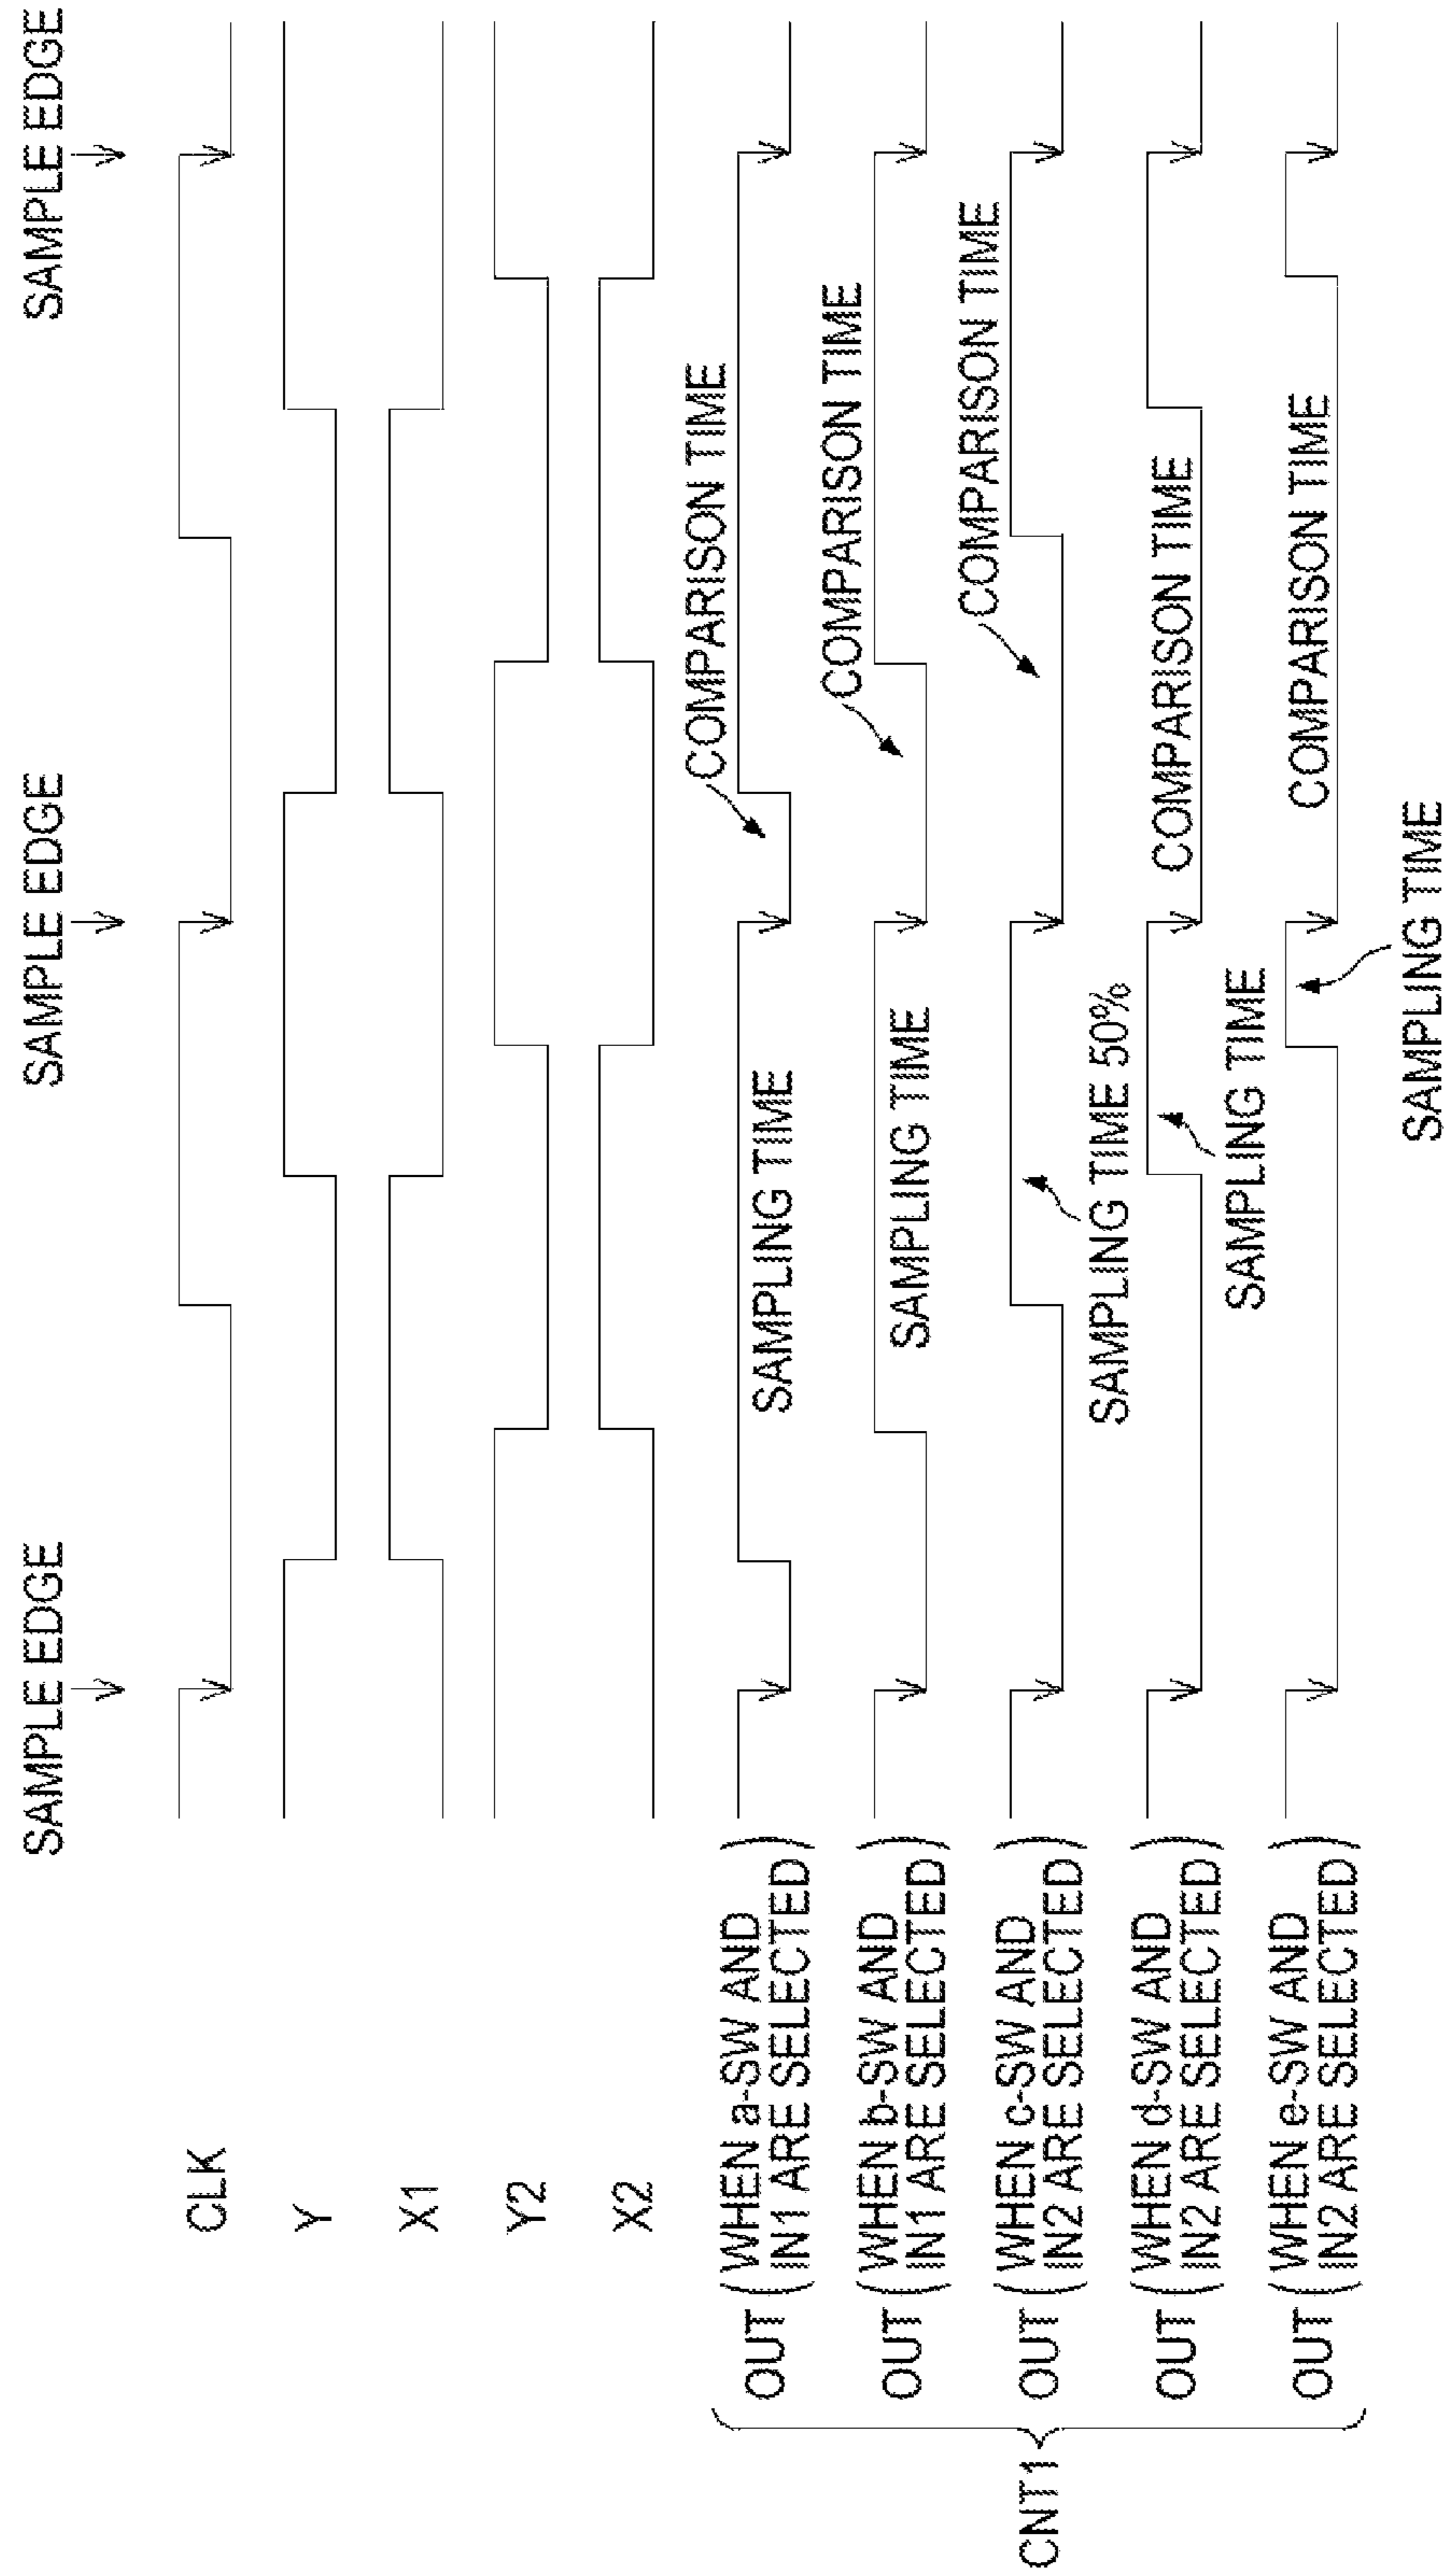 SAMPLE EDGE
SAMPLE EDGE
SAMPLE EDGE
CLK
Y
X1
Y2
X2
CNT1
OUT (WHEN a-SW AND
IN1 ARE SELECTED)
SAMPLING TIME
COMPARISON TIME
OUT (WHEN b-SW AND
IN1 ARE SELECTED)
SAMPLING TIME
COMPARISON TIME
OUT (WHEN c-SW AND
IN2 ARE SELECTED)
SAMPLING TIME 50%
COMPARISON TIME
OUT (WHEN d-SW AND
IN2 ARE SELECTED)
SAMPLING TIME
COMPARISON TIME
OUT (WHEN e-SW AND
IN2 ARE SELECTED)
SAMPLING TIME
COMPARISON TIME